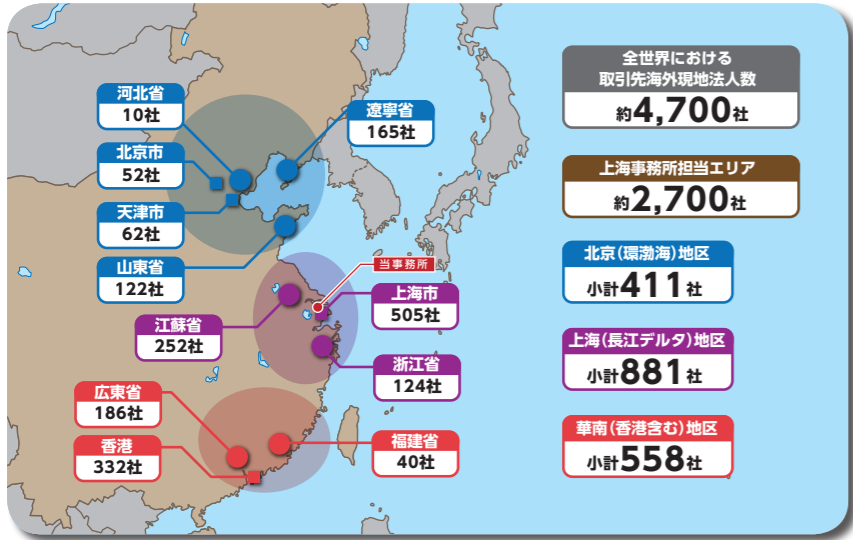 河北省
10社
遼寧省
165社
北京市
52社
天津市
62社
山東省
122社
当事務所
上海市
505社
江蘇省
252社
浙江省
124社
広東省
186社
香港
332社
福建省
40社
全世界における
取引先海外現地法人数
約4,700社
上海事務所担当エリア
約2,700社
北京(環渤海)地区
小計411社
上海(長江デルタ)地区
小計881社
華南(香港含む)地区
小計558社